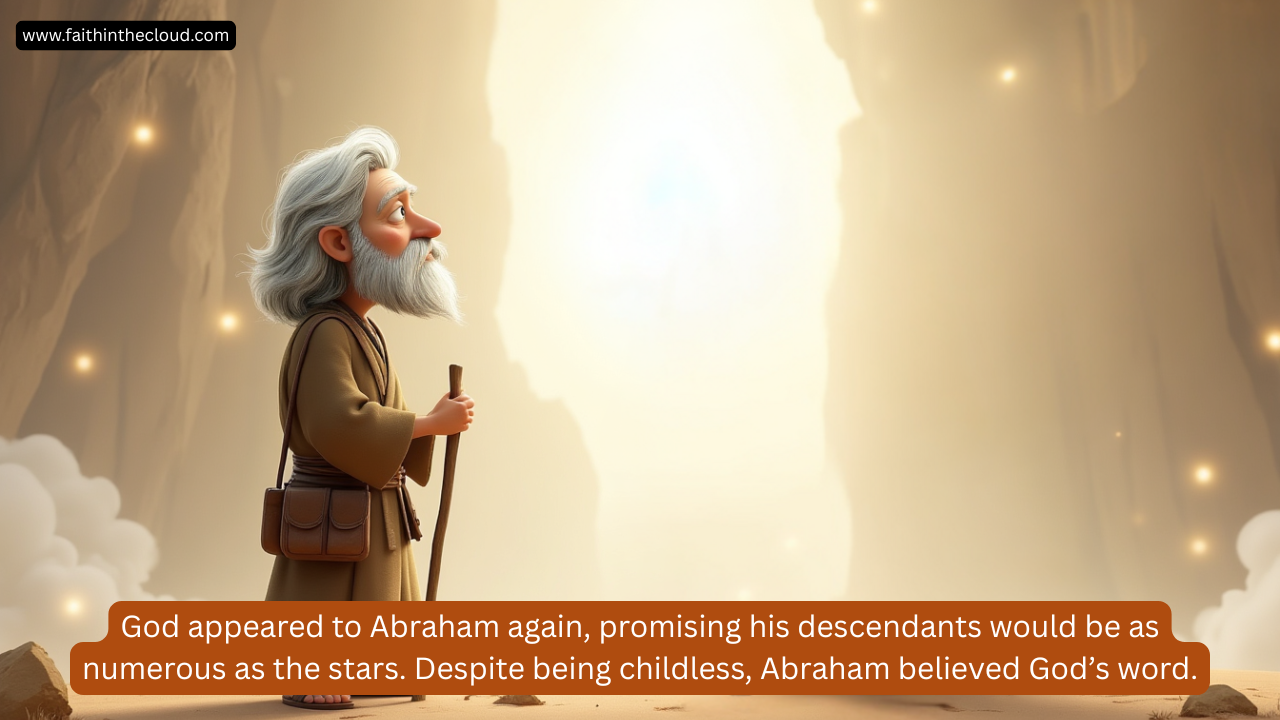 www.faithinthecloud.com
God appeared to Abraham again, promising his descendants would be as
numerous as the stars. Despite being childless, Abraham believed God’s word.